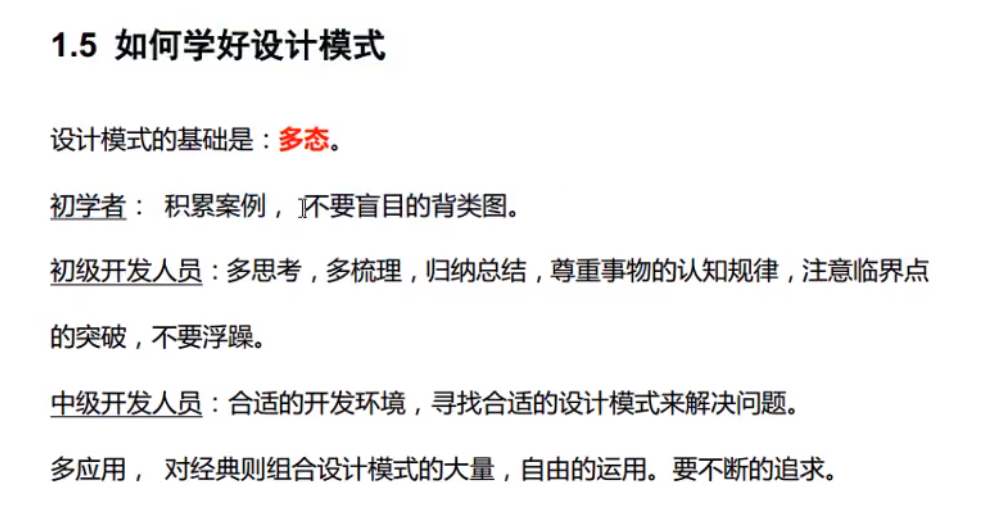 1.5 如何学好设计模式
设计模式的基础是：多态。
初学者： 积累案例， 不要盲目的背类图。
初级开发人员：多思考，多梳理，归纳总结，尊重事物的认知规律，注意临界点
的突破，不要浮躁。
中级开发人员：合适的开发环境，寻找合适的设计模式来解决问题。
多应用， 对经典则组合设计模式的大量，自由的运用。要不断的追求。